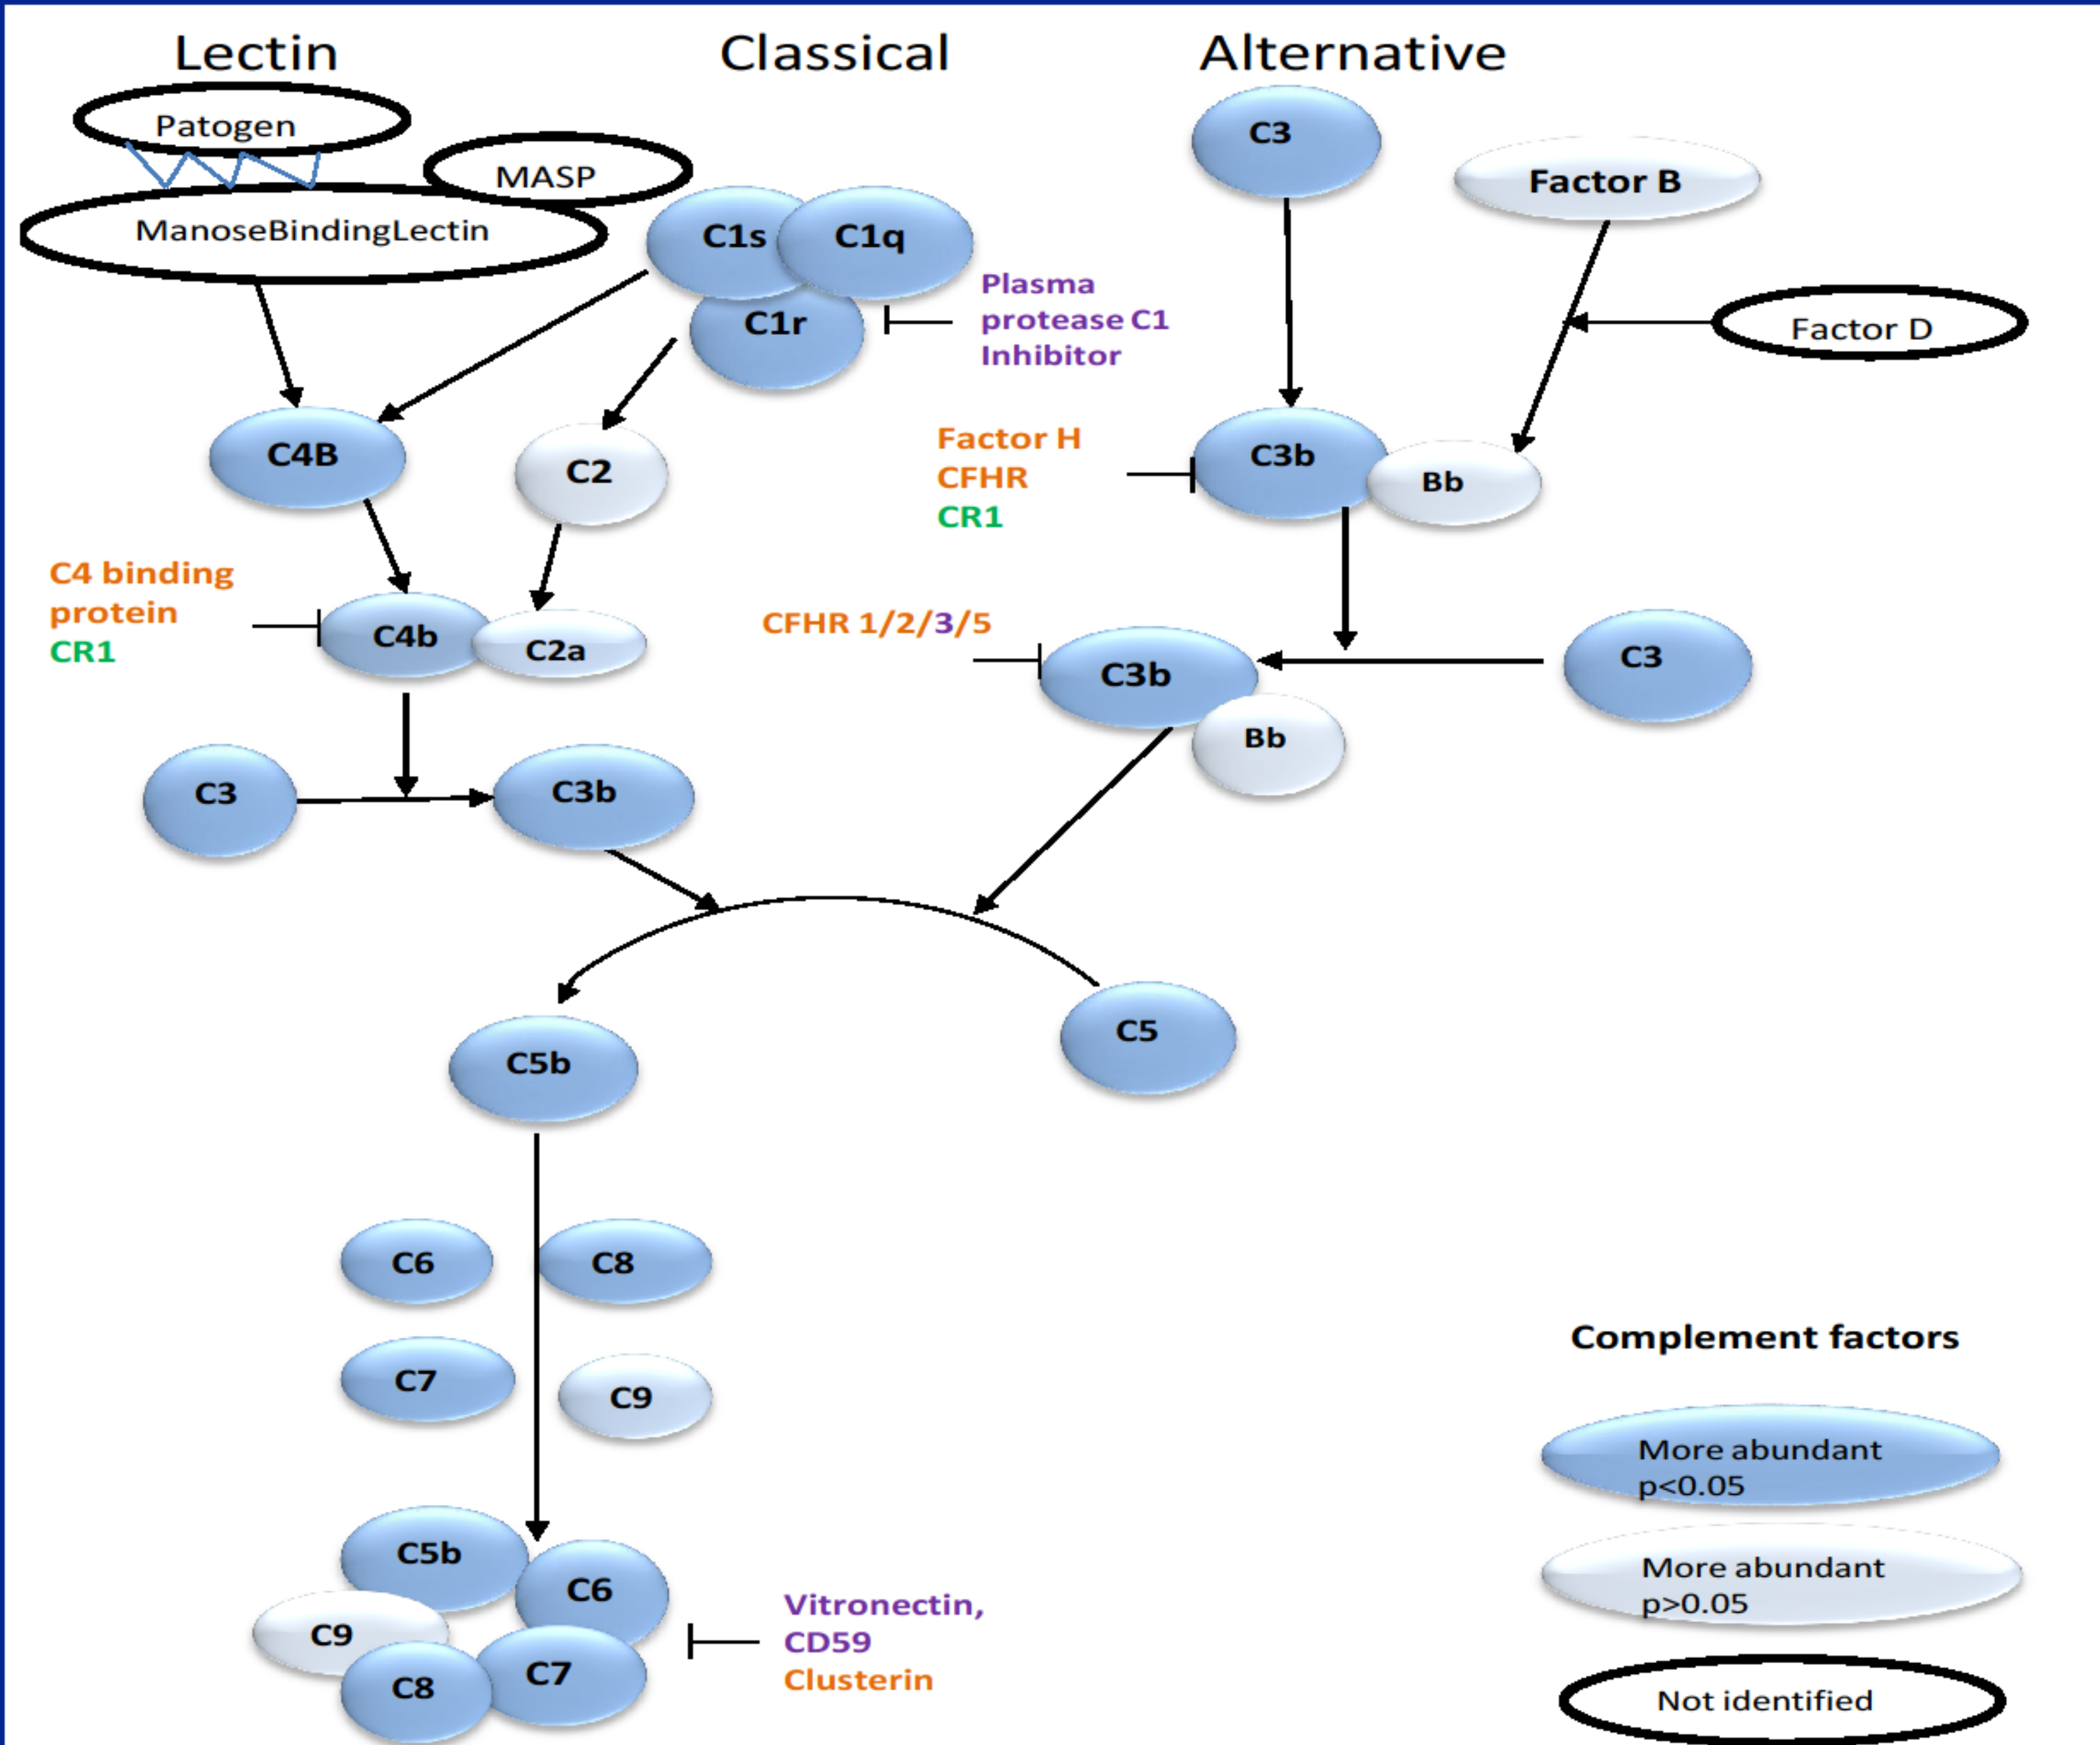 Lectin
Classical
Alternative
Patogen
MASP
ManoseBindingLectin
C1s
C1q
C1r
Plasma
protease C1
Inhibitor
C3
Factor B
Factor D
C4B
C2
Factor H
CFHR
CR1
C3b
Bb
C4 binding
protein
CR1
C4b
C2a
CFHR 1/2/3/5
C3b
Bb
C3
C3
C3b
C5b
C5
C6
C8
C7
C9
C5b
C6
C9
C8
C7
Vitronectin,
CD59
Clusterin
Complement factors
More abundant
p<0.05
More abundant
p>0.05
Not identified